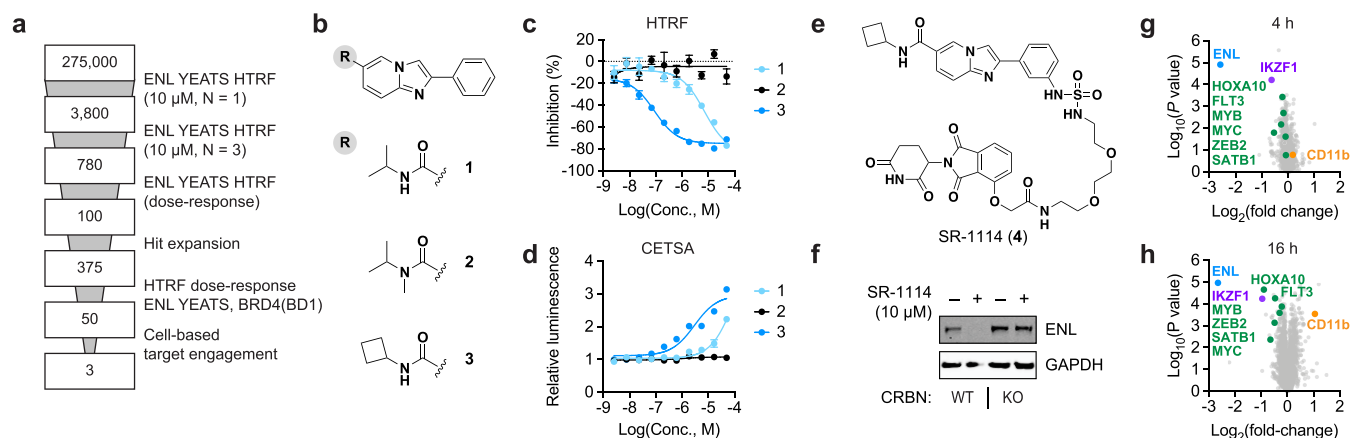 a
275,000
ENL YEATS HTRF
(10 µM, N = 1)
3,800
ENL YEATS HTRF
(10 µM, N = 3)
780
ENL YEATS HTRF
(dose-response)
100
Hit expansion
375
HTRF dose-response
ENL YEATS, BRD4(BD1)
50
Cell-based
target engagement
3
b
R
N
N
R
O
N
H
1
O
N
2
O
N
H
3
c
HTRF
Inhibition (%)
20
0
-20
-40
-60
-80
-100
-9 -8 -7 -6 -5 -4
Log(Conc., M)
1
2
3
d
CETSA
Relative luminescence
4
3
2
1
0
-9 -8 -7 -6 -5 -4
Log(Conc., M)
1
2
3
e
O
N
H
N
N
NH
O
S
O
HN
O
O
N
H
O
O
N
O
O
NH
O
SR-1114 (4)
f
SR-1114
(10 µM)
– + – +
ENL
GAPDH
CRBN: WT KO
g
4 h
Log10(P value)
6
5
4
3
2
1
0
-3 -2 -1 0 1 2
Log2(fold change)
ENL
IKZF1
HOXA10
FLT3
MYB
MYC
ZEB2
SATB1
CD11b
h
16 h
Log10(P value)
6
5
4
3
2
1
0
-3 -2 -1 0 1 2
Log2(fold-change)
ENL
HOXA10
IKZF1
FLT3
MYB
ZEB2
SATB1
MYC
CD11b